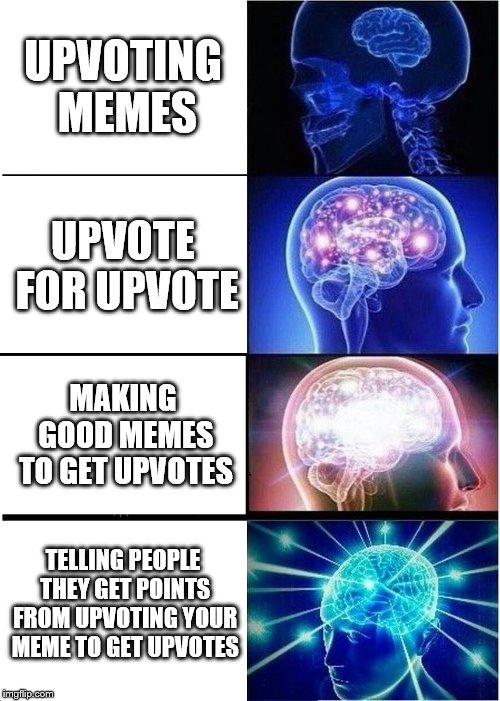 UPVOTING
MEMES
UPVOTE
FOR UPVOTE
MAKING
GOOD MEMES
TO GET UPVOTES
TELLING PEOPLE
THEY GET POINTS
FROM UPVOTING YOUR
MEME TO GET UPVOTES
imgflip.com